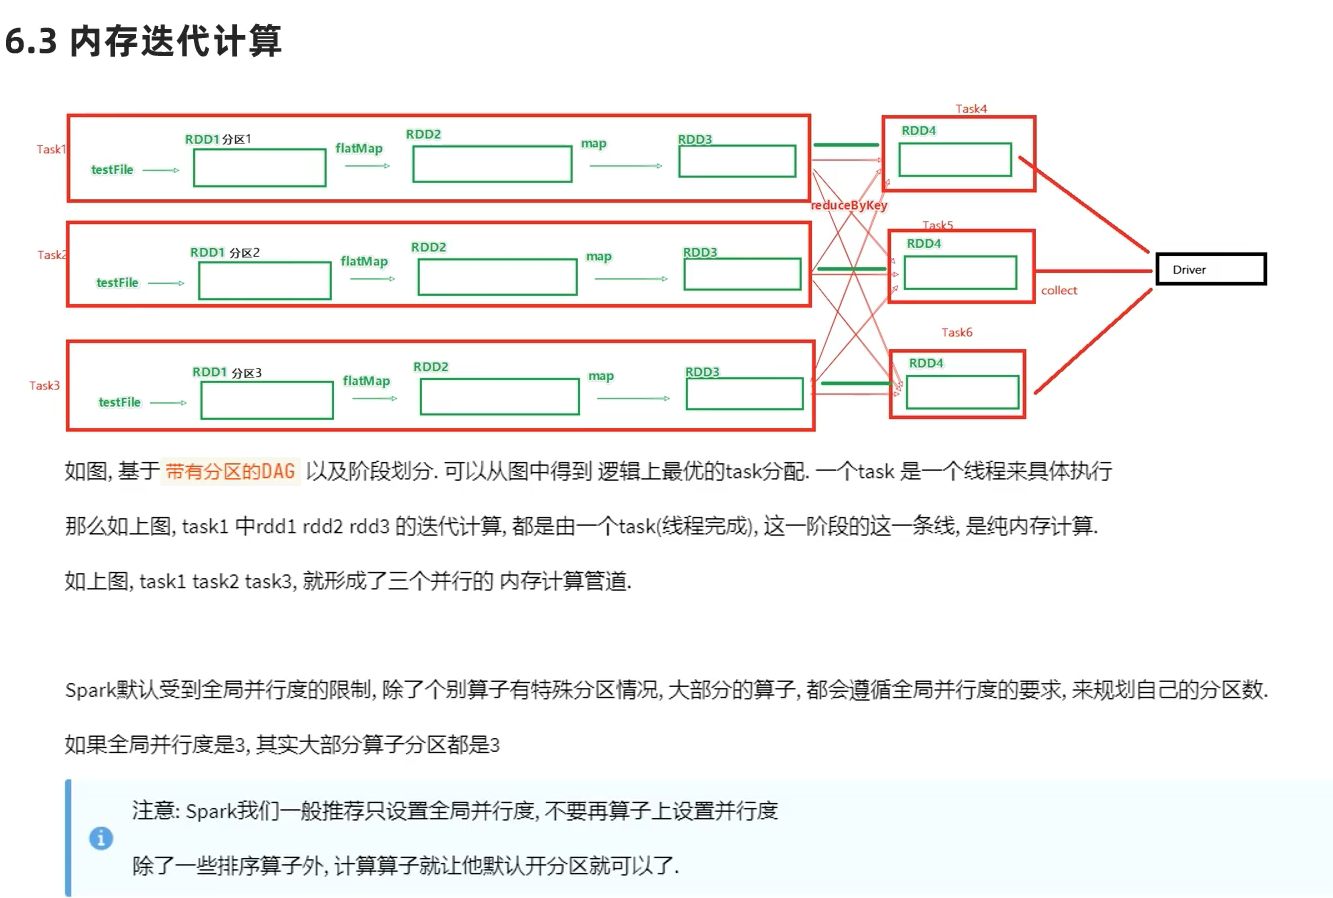 6.3 内存迭代计算
Task4
Task1
RDD1 分区1
flatMap
RDD2
map
RDD3
RDD4
testFile
reduceByKey
Task5
Task2
RDD1 分区2
flatMap
RDD2
map
RDD3
RDD4
testFile
Driver
collect
Task6
Task3
RDD1 分区3
flatMap
RDD2
map
RDD3
RDD4
testFile
如图, 基于 带有分区的DAG 以及阶段划分. 可以从图中得到 逻辑上最优的task分配. 一个task 是一个线程来具体执行
那么如上图, task1 中rdd1 rdd2 rdd3 的迭代计算, 都是由一个task(线程完成), 这一阶段的这一条线, 是纯内存计算.
如上图, task1 task2 task3, 就形成了三个并行的 内存计算管道.
Spark默认受到全局并行度的限制, 除了个别算子有特殊分区情况, 大部分的算子, 都会遵循全局并行度的要求, 来规划自己的分区数.
如果全局并行度是3, 其实大部分算子分区都是3
注意: Spark我们一般推荐只设置全局并行度, 不要再算子上设置并行度
除了一些排序算子外, 计算算子就让他默认开分区就可以了.